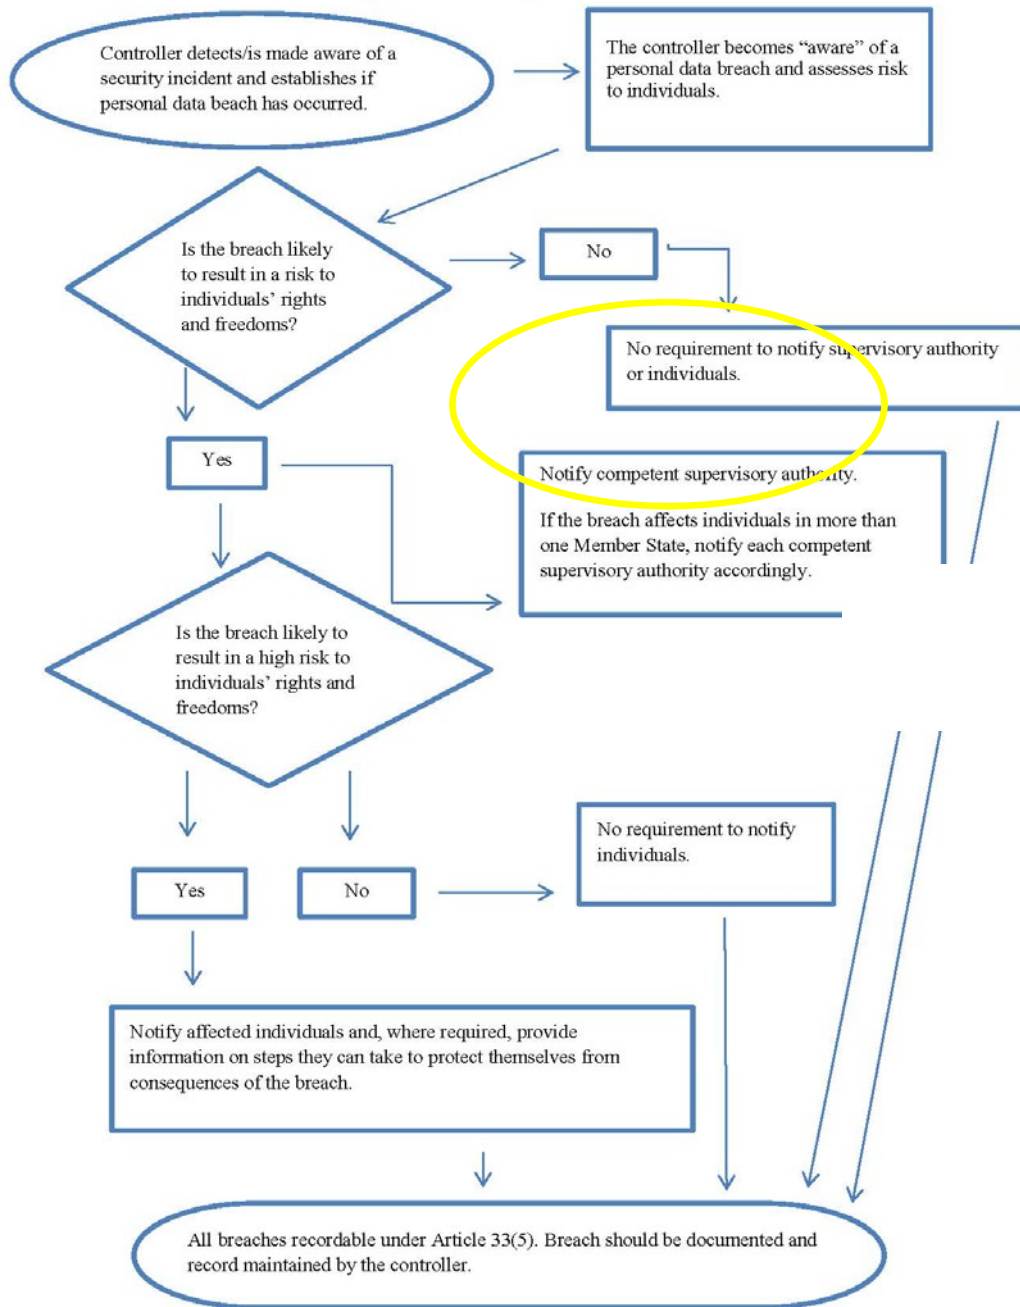 Controller detects/is made aware of a
security incident and establishes if
personal data beach has occurred.
The controller becomes “aware” of a
personal data breach and assesses risk
to individuals.
Is the breach likely
to result in a risk to
individuals’ rights
and freedoms?
No
No requirement to notify supervisory authority
or individuals.
Yes
Notify competent supervisory authority.
If the breach affects individuals in more than
one Member State, notify each competent
supervisory authority accordingly.
Is the breach likely to
result in a high risk to
individuals’ rights and
freedoms?
Yes
No
No requirement to notify
individuals.
Notify affected individuals and, where required, provide
information on steps they can take to protect themselves from
consequences of the breach.
All breaches recordable under Article 33(5). Breach should be documented and
record maintained by the controller.